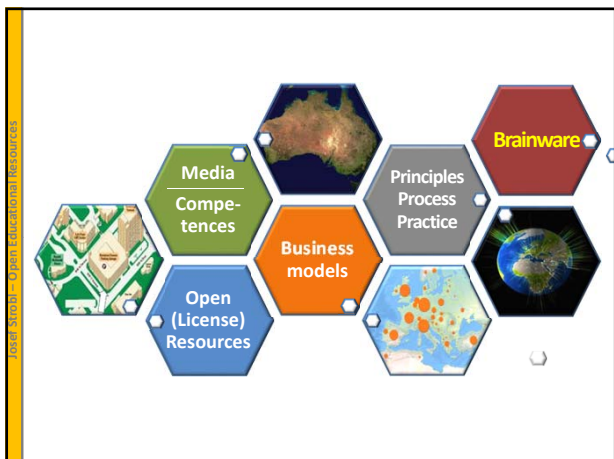 Josef Strobl – Open Educational Resources
Media
Compe-
tences
Open
(License)
Resources
Business
models
Principles
Process
Practice
Brainware